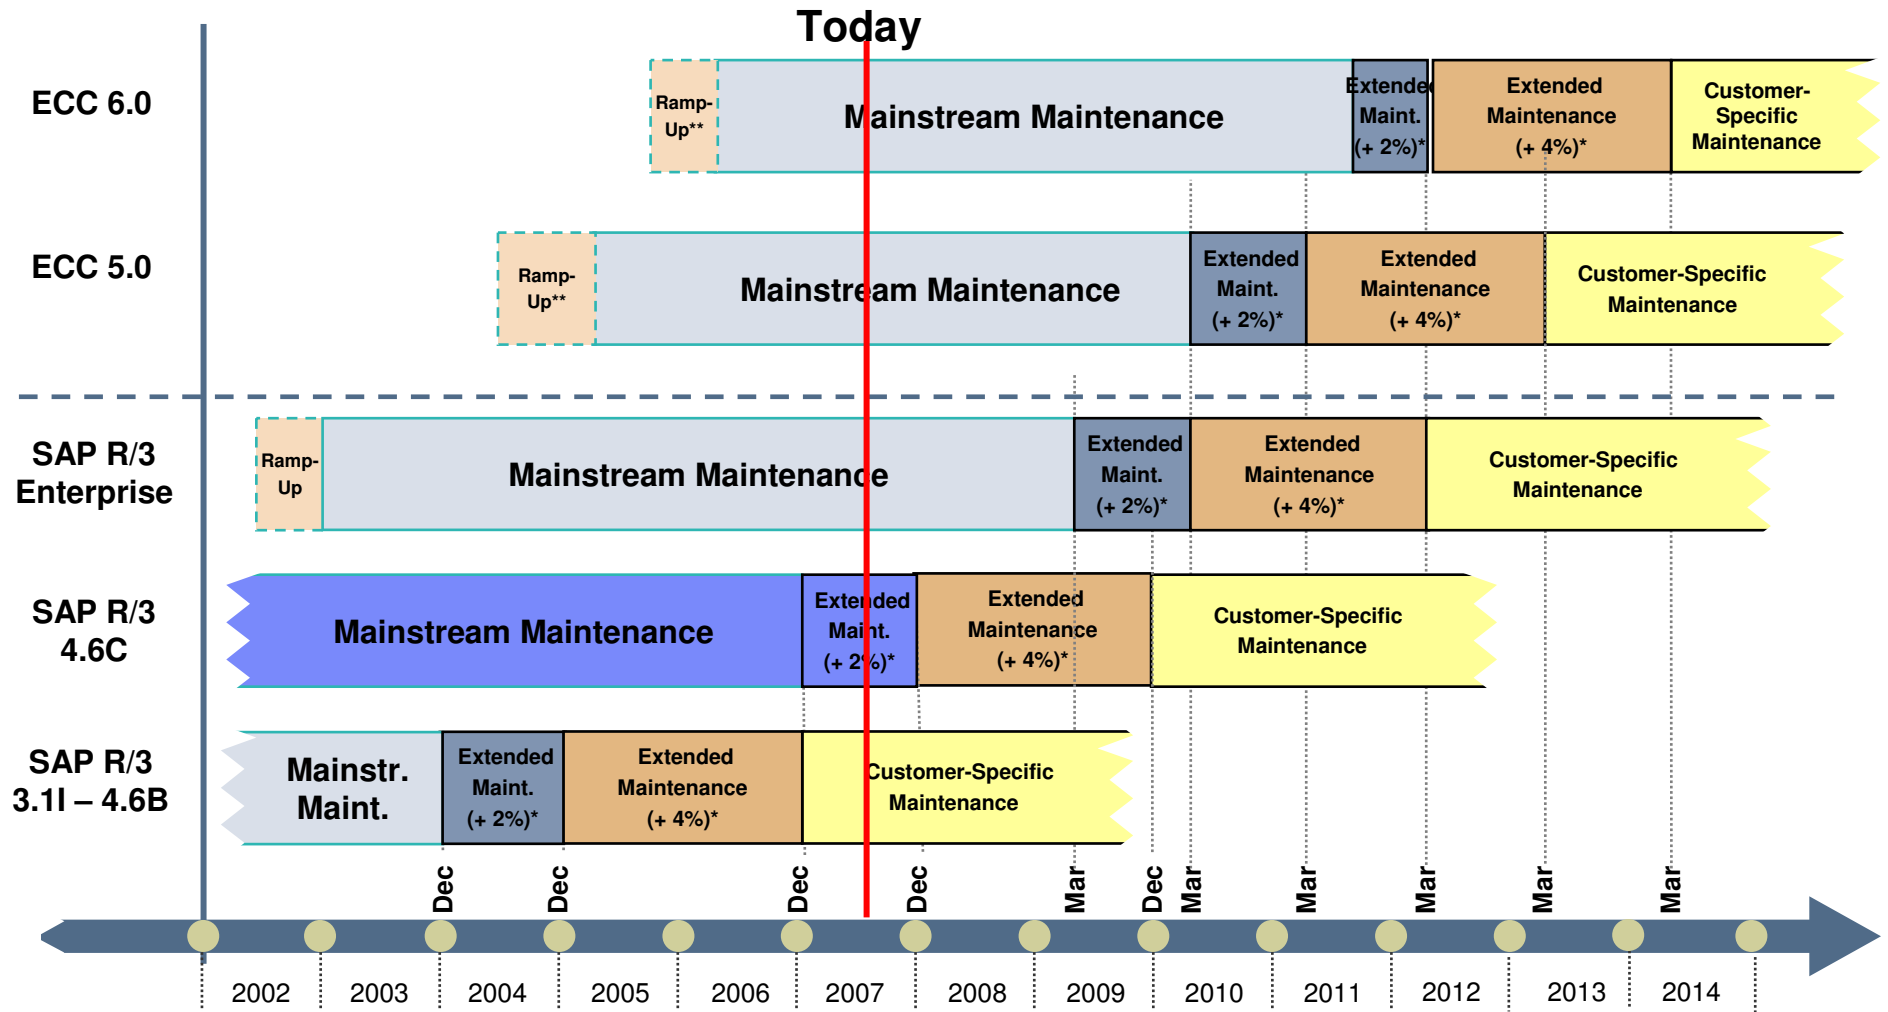 Today
ECC 6.0
Ramp-
Up**
Mainstream Maintenance
Extended
Maint.
(+ 2%)*
Extended
Maintenance
(+ 4%)*
Customer-
Specific
Maintenance
ECC 5.0
Ramp-
Up**
Mainstream Maintenance
Extended
Maint.
(+ 2%)*
Extended
Maintenance
(+ 4%)*
Customer-Specific
Maintenance
SAP R/3
Enterprise
Ramp-
Up
Mainstream Maintenance
Extended
Maint.
(+ 2%)*
Extended
Maintenance
(+ 4%)*
Customer-Specific
Maintenance
SAP R/3
4.6C
Mainstream Maintenance
Extended
Maint.
(+ 2%)*
Extended
Maintenance
(+ 4%)*
Customer-Specific
Maintenance
SAP R/3
3.1I – 4.6B
Mainstr.
Maint.
Extended
Maint.
(+ 2%)*
Extended
Maintenance
(+ 4%)*
Customer-Specific
Maintenance
Dec
Dec
Dec
Dec
Mar
Dec
Mar
Mar
Mar
Mar
Mar
2002
2003
2004
2005
2006
2007
2008
2009
2010
2011
2012
2013
2014